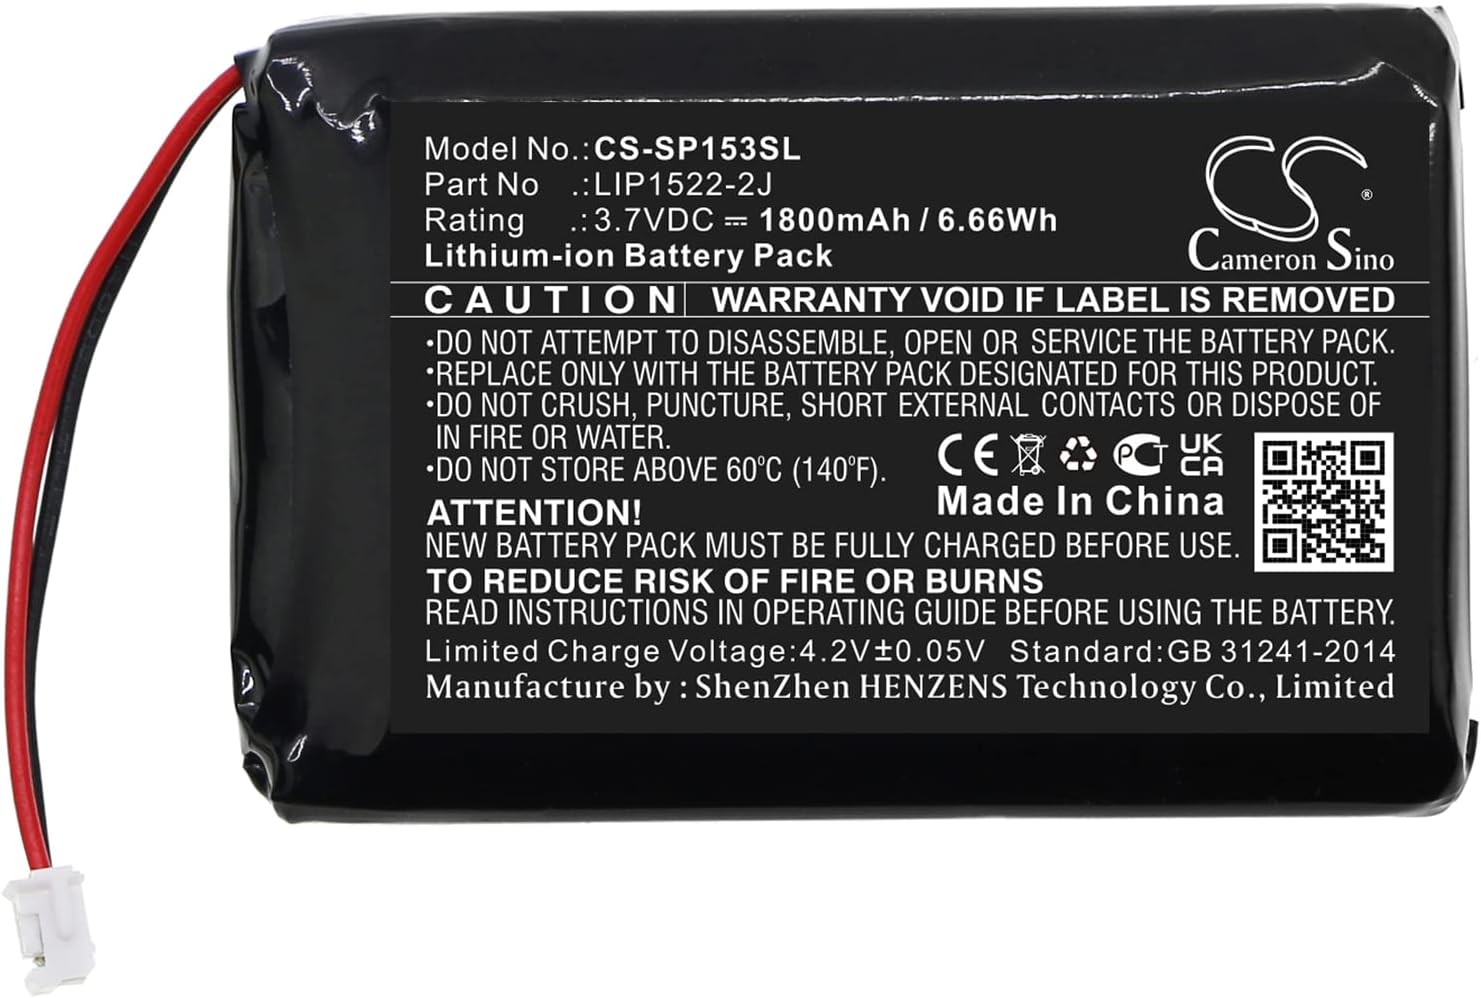 Model No.:CS-SP153SL
Part No .:LIP1522-2J
Rating .:3.7VDC ⎓ 1800mAh / 6.66Wh
Lithium-ion Battery Pack
CS
®
Cameron Sino
CAUTION WARRANTY VOID IF LABEL IS REMOVED
•DO NOT ATTEMPT TO DISASSEMBLE, OPEN OR SERVICE THE BATTERY PACK.
•REPLACE ONLY WITH THE BATTERY PACK DESIGNATED FOR THIS PRODUCT.
•DO NOT CRUSH, PUNCTURE, SHORT EXTERNAL CONTACTS OR DISPOSE OF
IN FIRE OR WATER.
•DO NOT STORE ABOVE 60ºC (140ºF).
CE PCT UK
CA
Made In China
ATTENTION!
NEW BATTERY PACK MUST BE FULLY CHARGED BEFORE USE.
TO REDUCE RISK OF FIRE OR BURNS
READ INSTRUCTIONS IN OPERATING GUIDE BEFORE USING THE BATTERY.
Limited Charge Voltage:4.2V±0.05V Standard:GB 31241-2014
Manufacture by : ShenZhen HENZENS Technology Co., Limited